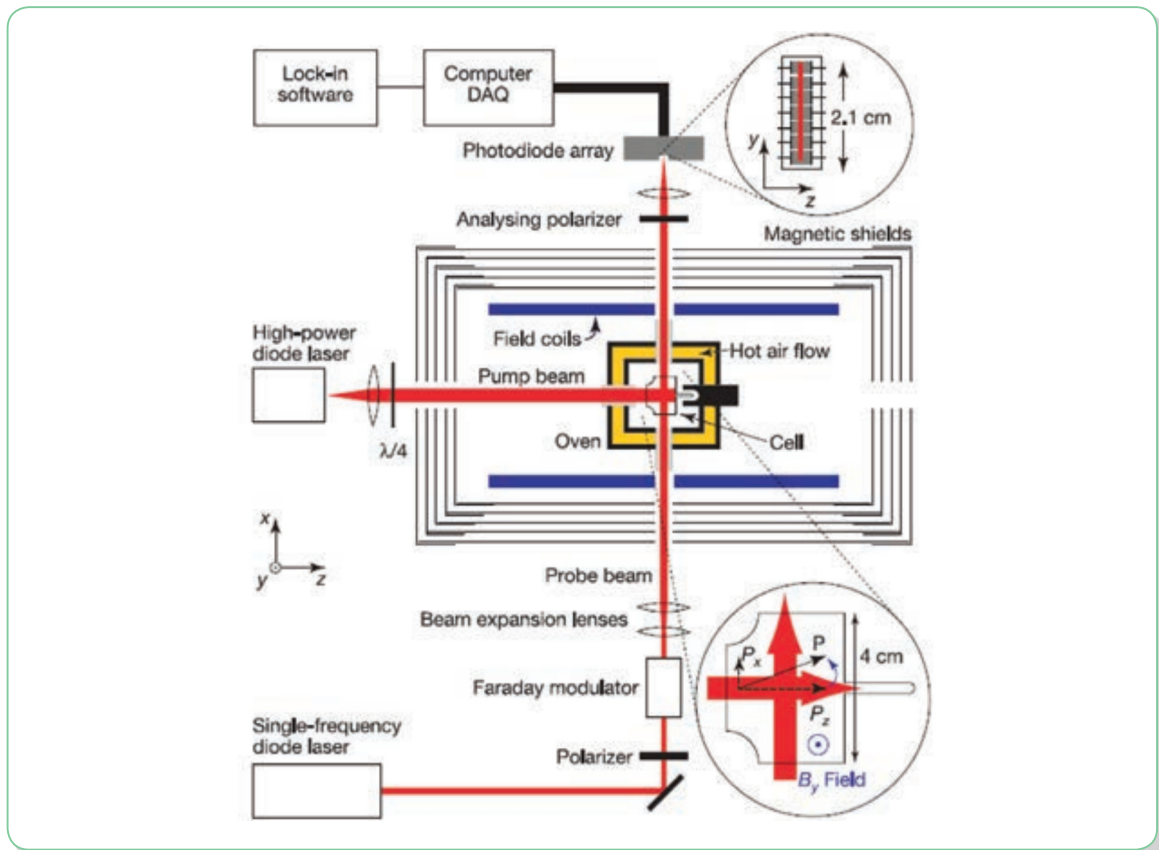 Lock-in
software
Computer
DAQ
2.1 cm
y
z
Photodiode array
Analysing polarizer
Magnetic shields
High-power
diode laser
Field coils
Hot air flow
Pump beam
Oven
Cell
λ/4
x
y
z
Probe beam
Beam expansion lenses
Px
P
4 cm
Pz
Faraday modulator
Single-frequency
diode laser
Polarizer
By Field